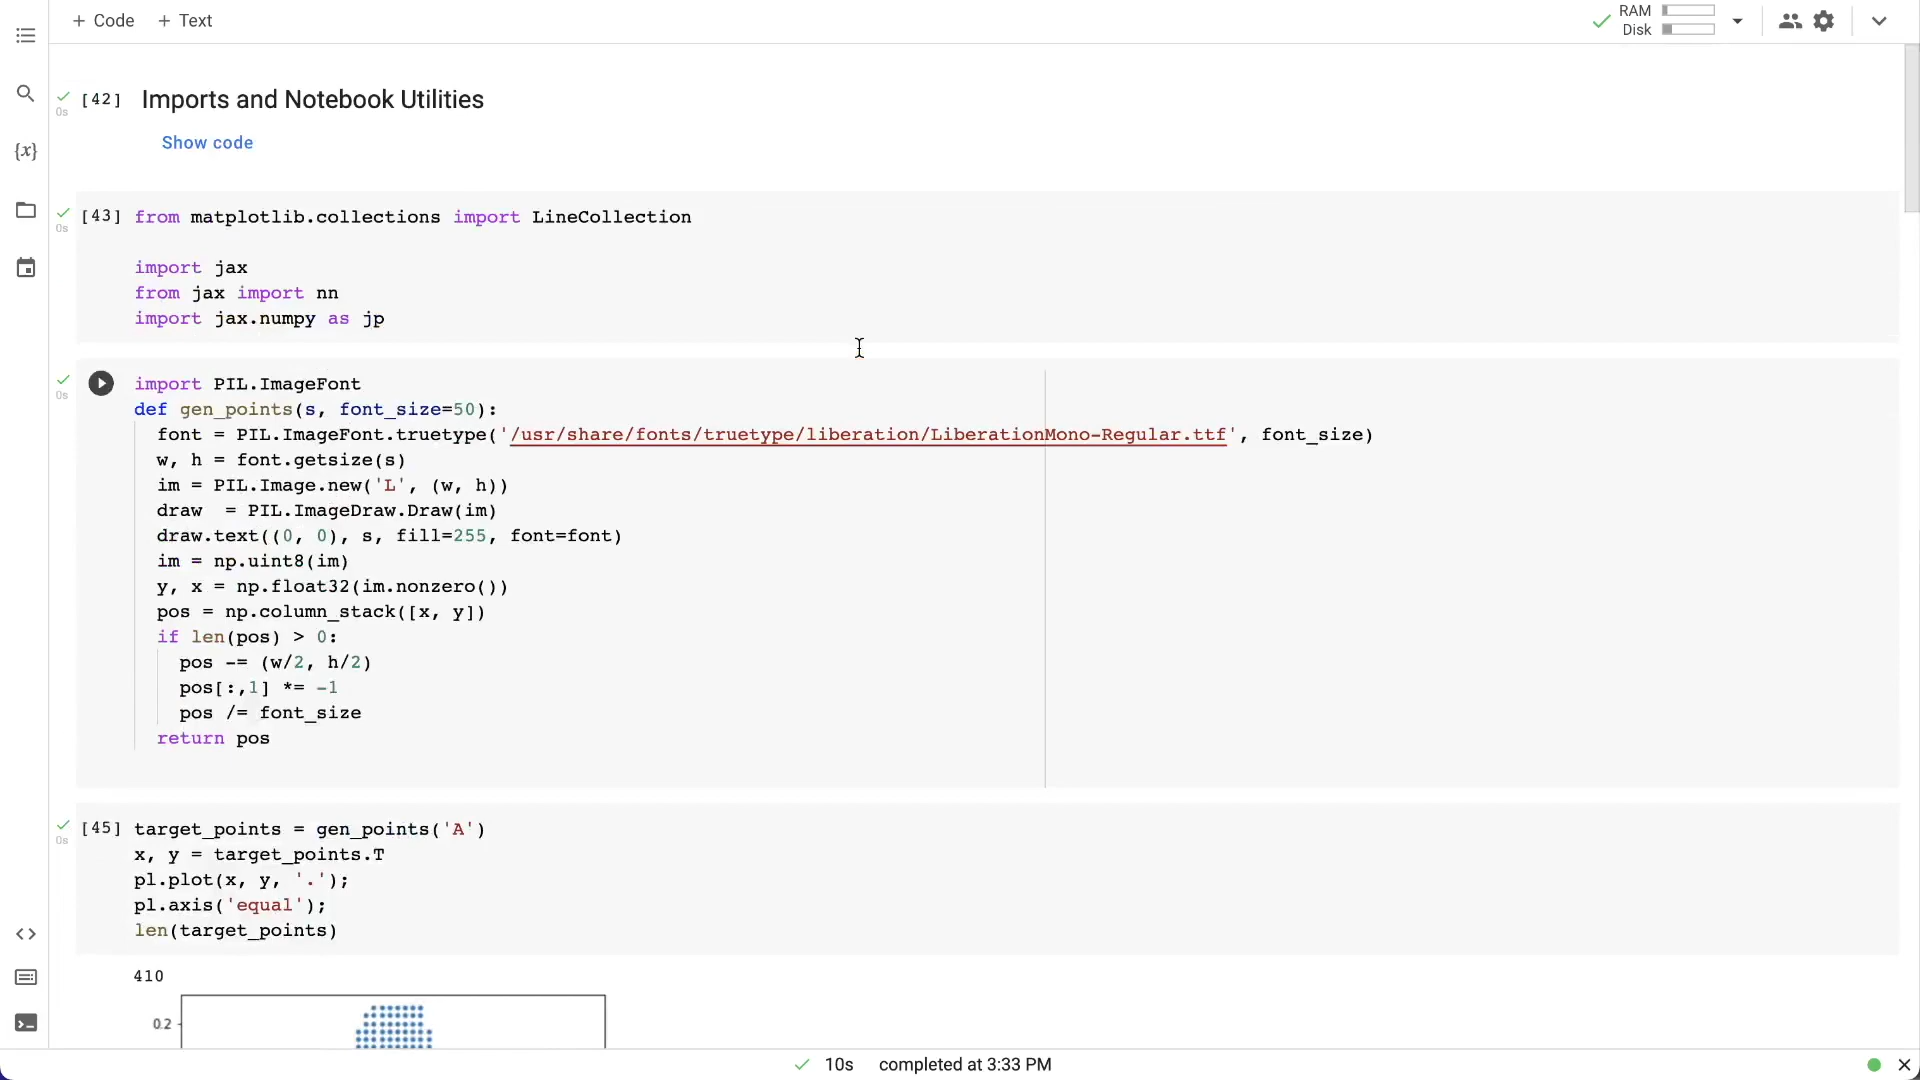 + Code + Text
RAM
Disk
0s [42] Imports and Notebook Utilities
Show code
{x}
0s [43] from matplotlib.collections import LineCollection
import jax
from jax import nn
import jax.numpy as jp
0s import PIL.ImageFont
def gen_points(s, font_size=50):
font = PIL.ImageFont.truetype('/usr/share/fonts/truetype/liberation/LiberationMono-Regular.ttf', font_size)
w, h = font.getsize(s)
im = PIL.Image.new('L', (w, h))
draw  = PIL.ImageDraw.Draw(im)
draw.text((0, 0), s, fill=255, font=font)
im = np.uint8(im)
y, x = np.float32(im.nonzero())
pos = np.column_stack([x, y])
if len(pos) > 0:
pos -= (w/2, h/2)
pos[:,1] *= -1
pos /= font_size
return pos
0s [45] target_points = gen_points('A')
x, y = target_points.T
pl.plot(x, y, '.');
pl.axis('equal');
len(target_points)
410
0.2
10s completed at 3:33 PM